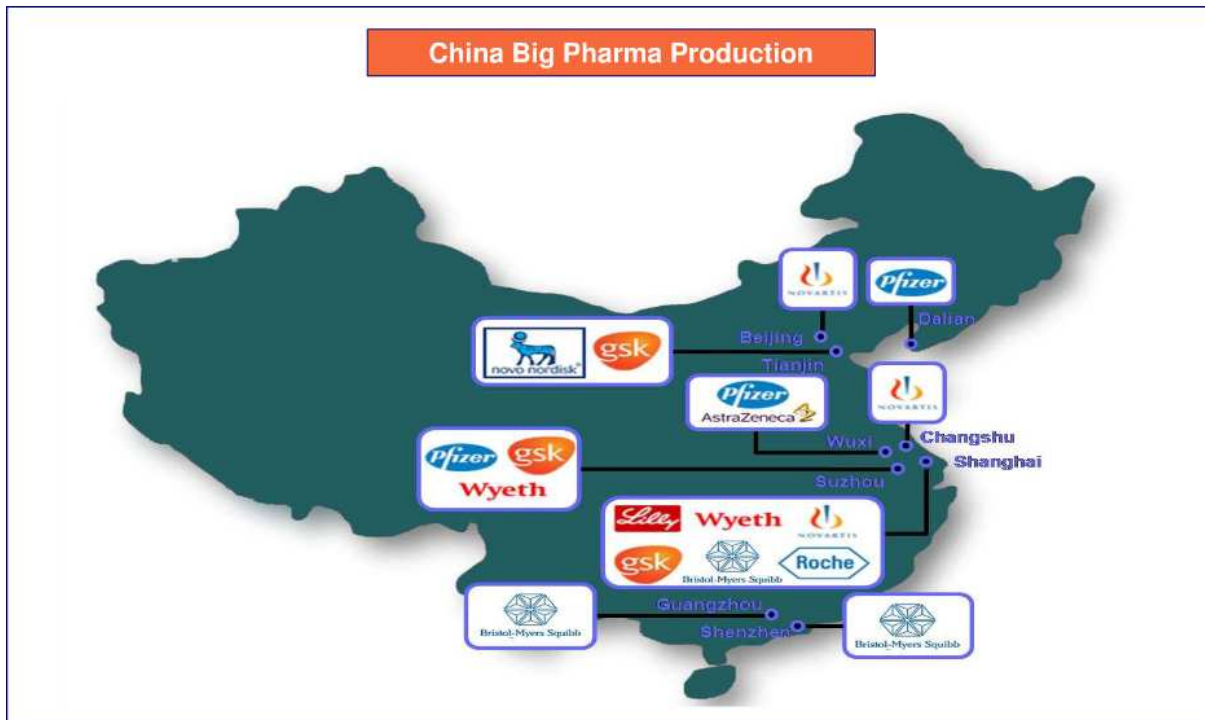 China Big Pharma Production
NOVARTIS
Pfizer
Dalian
Beijing
novo nordisk®
gsk
Tianjin
Pfizer
AstraZeneca
NOVARTIS
Wuxi
Changshu
Shanghai
Pfizer
gsk
Wyeth
Suzhou
Lilly
Wyeth
NOVARTIS
gsk
Bristol-Myers Squibb
Roche
Bristol-Myers Squibb
Guangzhou
Shenzhen
Bristol-Myers Squibb